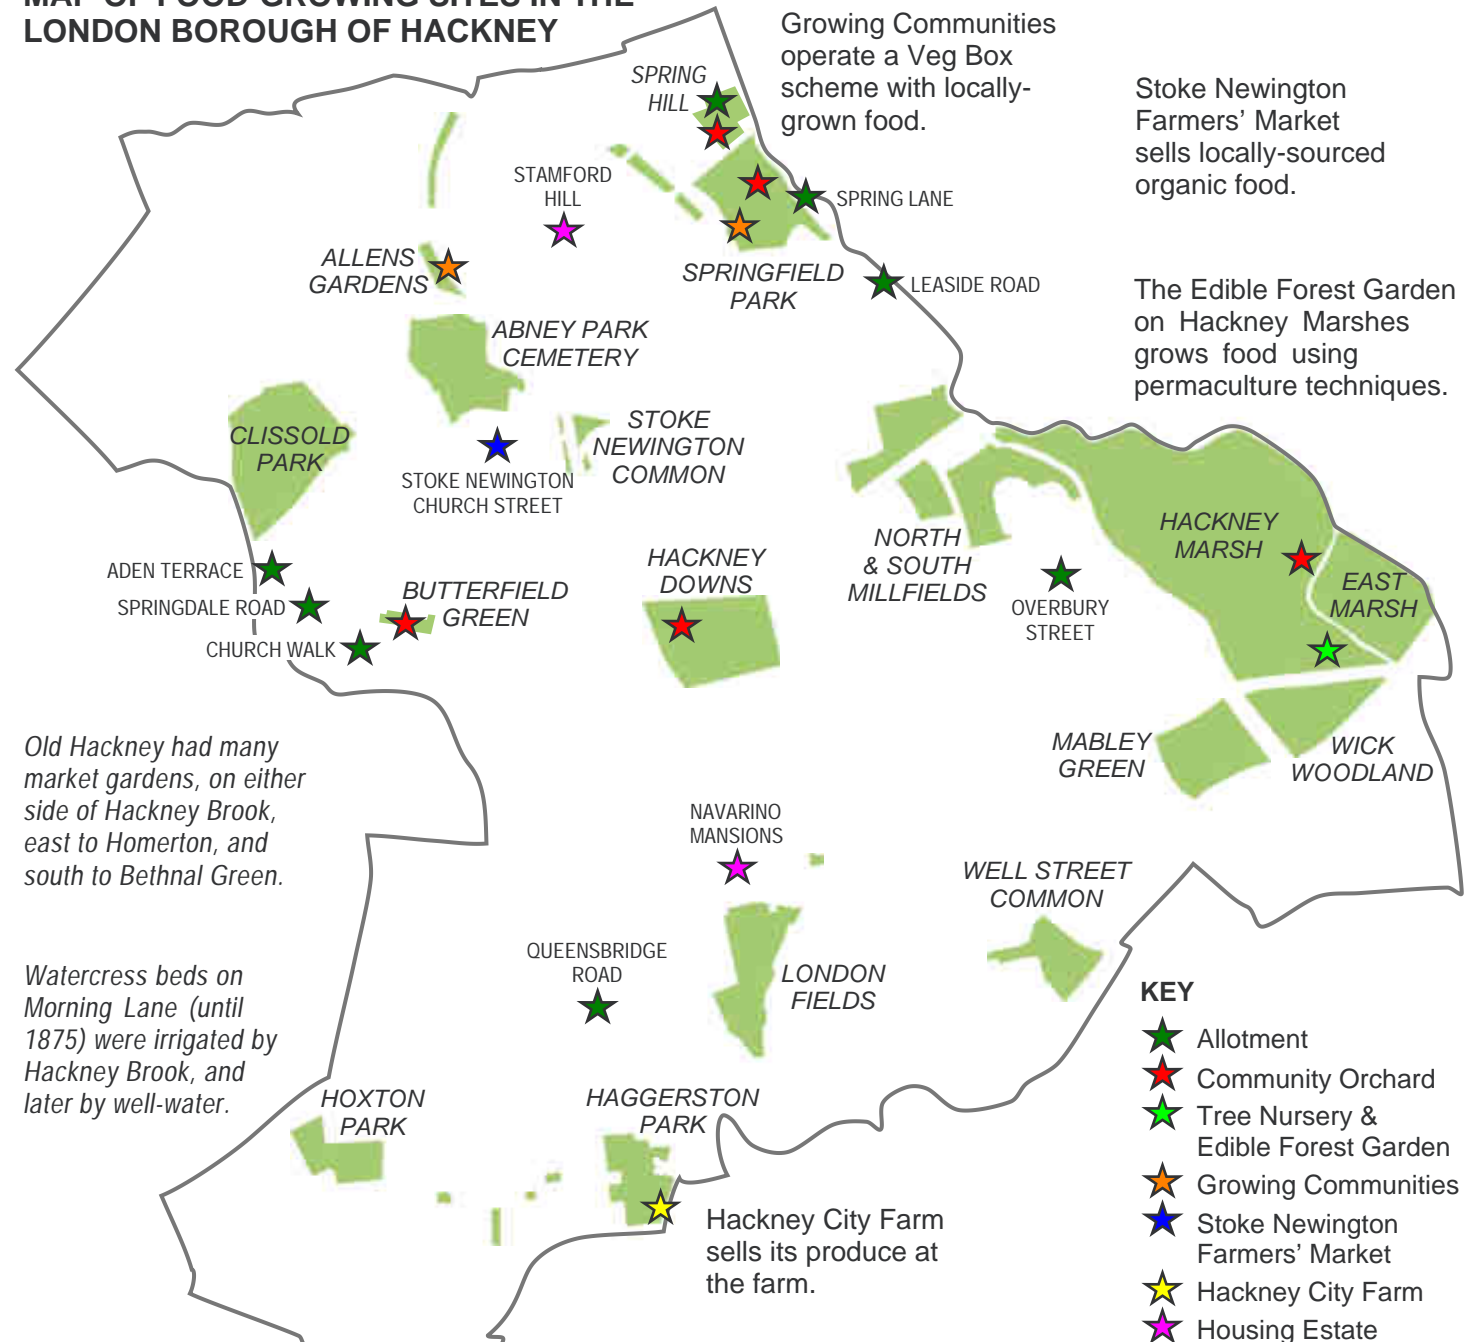 MAP OF FOOD GROWING SITES IN THE
LONDON BOROUGH OF HACKNEY
Growing Communities
operate a Veg Box
scheme with locally-
grown food.
Stoke Newington
Farmers' Market
sells locally-sourced
organic food.
The Edible Forest Garden
on Hackney Marshes
grows food using
permaculture techniques.
SPRING
HILL
STAMFORD
HILL
SPRING LANE
ALLENS
GARDENS
SPRINGFIELD
PARK
LEASIDE ROAD
ABNEY PARK
CEMETERY
CLISSOLD
PARK
STOKE
NEWINGTON
COMMON
STOKE NEWINGTON
CHURCH STREET
HACKNEY
MARSH
NORTH
& SOUTH
MILLFIELDS
HACKNEY
DOWNS
EAST
MARSH
ADEN TERRACE
SPRINGDALE ROAD
CHURCH WALK
BUTTERFIELD
GREEN
OVERBURY
STREET
MABLEY
GREEN
WICK
WOODLAND
Old Hackney had many
market gardens, on either
side of Hackney Brook,
east to Homerton, and
south to Bethnal Green.
NAVARINO
MANSIONS
WELL STREET
COMMON
QUEENSBRIDGE
ROAD
LONDON
FIELDS
Watercress beds on
Morning Lane (until
1875) were irrigated by
Hackney Brook, and
later by well-water.
HOXTON
PARK
HAGGERSTON
PARK
Hackney City Farm
sells its produce at
the farm.
KEY
Allotment
Community Orchard
Tree Nursery &
Edible Forest Garden
Growing Communities
Stoke Newington
Farmers' Market
Hackney City Farm
Housing Estate